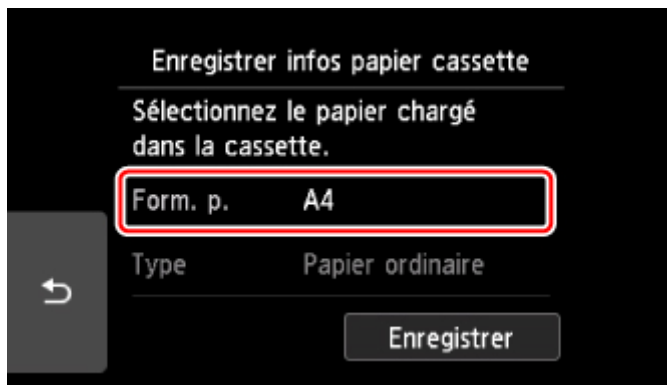 Enregistrer infos papier cassette
Sélectionnez le papier chargé
dans la cassette.
Form. p. A4
Type Papier ordinaire
Enregistrer